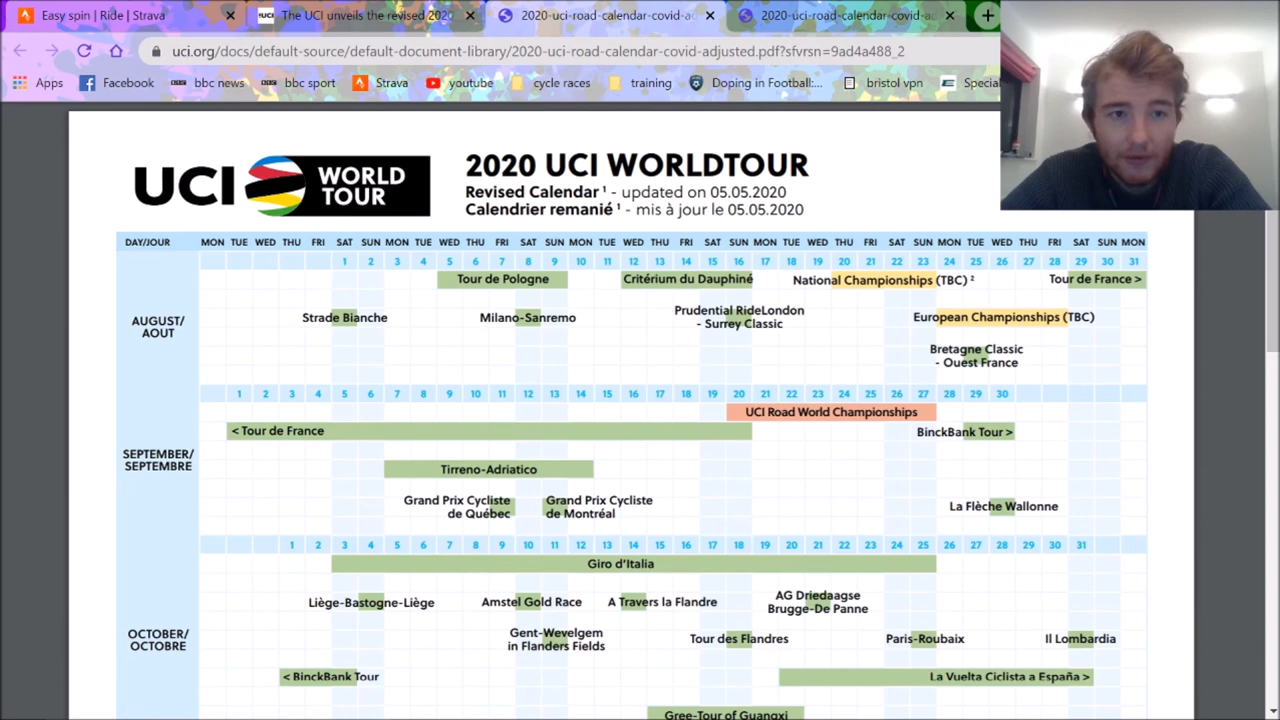 Easy spin | Ride | Strava
The UCI unveils the revised 2020
2020-uci-road-calendar-covid-ad
2020-uci-road-calendar-covid-ad
uci.org/docs/default-source/default-document-library/2020-uci-road-calendar-covid-adjusted.pdf?sfvrsn=9ad4a488_2
Apps Facebook bbc news bbc sport Strava youtube cycle races training Doping in Football:... bristol vpn Special
UCI WORLD TOUR
2020 UCI WORLDTOUR
Revised Calendar ¹ - updated on 05.05.2020
Calendrier remanié ¹ - mis à jour le 05.05.2020
DAY/JOUR MON TUE WED THU FRI SAT SUN MON TUE WED THU FRI SAT SUN MON TUE WED THU FRI SAT SUN MON TUE WED THU FRI SAT SUN MON TUE WED THU FRI SAT SUN MON
1 2 3 4 5 6 7 8 9 10 11 12 13 14 15 16 17 18 19 20 21 22 23 24 25 26 27 28 29 30 31
AUGUST/
AOUT
Tour de Pologne Critérium du Dauphiné National Championships (TBC) ² Tour de France >
Strade Bianche Milano-Sanremo Prudential RideLondon
- Surrey Classic
European Championships (TBC)
Bretagne Classic
- Ouest France
1 2 3 4 5 6 7 8 9 10 11 12 13 14 15 16 17 18 19 20 21 22 23 24 25 26 27 28 29 30
SEPTEMBER/
SEPTEMBRE
UCI Road World Championships
< Tour de France BinckBank Tour >
Tirreno-Adriatico
Grand Prix Cycliste
de Québec
Grand Prix Cycliste
de Montréal
La Flèche Wallonne
1 2 3 4 5 6 7 8 9 10 11 12 13 14 15 16 17 18 19 20 21 22 23 24 25 26 27 28 29 30 31
OCTOBER/
OCTOBRE
Giro d'Italia
Liège-Bastogne-Liège Amstel Gold Race A Travers la Flandre AG Driedaagse
Brugge-De Panne
Gent-Wevelgem
in Flanders Fields
Tour des Flandres Paris-Roubaix Il Lombardia
< BinckBank Tour La Vuelta Ciclista a España >
Gree-Tour of Guangxi